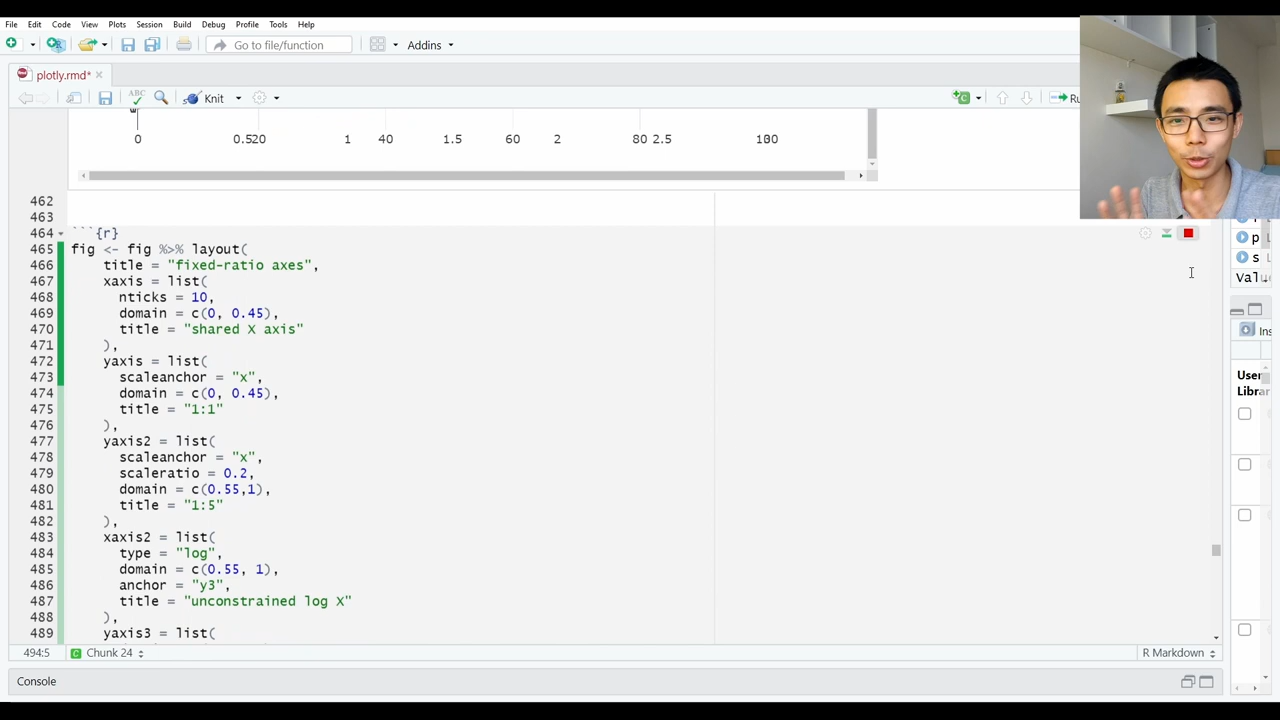 File Edit Code View Plots Session Build Debug Profile Tools Help
Go to file/function Addins
plotly.rmd*
ABC Knit Ru
0 0.520 1 40 1.5 60 2 80 2.5 100
462
463
464 ```{r}
465 fig <- fig %>% layout(
466 title = "fixed-ratio axes",
467 xaxis = list(
468 nticks = 10,
469 domain = c(0, 0.45),
470 title = "shared X axis"
471 ),
472 yaxis = list(
473 scaleanchor = "x",
474 domain = c(0, 0.45),
475 title = "1:1"
476 ),
477 yaxis2 = list(
478 scaleanchor = "x",
479 scaleratio = 0.2,
480 domain = c(0.55,1),
481 title = "1:5"
482 ),
483 xaxis2 = list(
484 type = "log",
485 domain = c(0.55, 1),
486 anchor = "y3",
487 title = "unconstrained log X"
488 ),
489 yaxis3 = list(
p
s
Valu
Ins
User
Librar
494:5 Chunk 24 R Markdown
Console